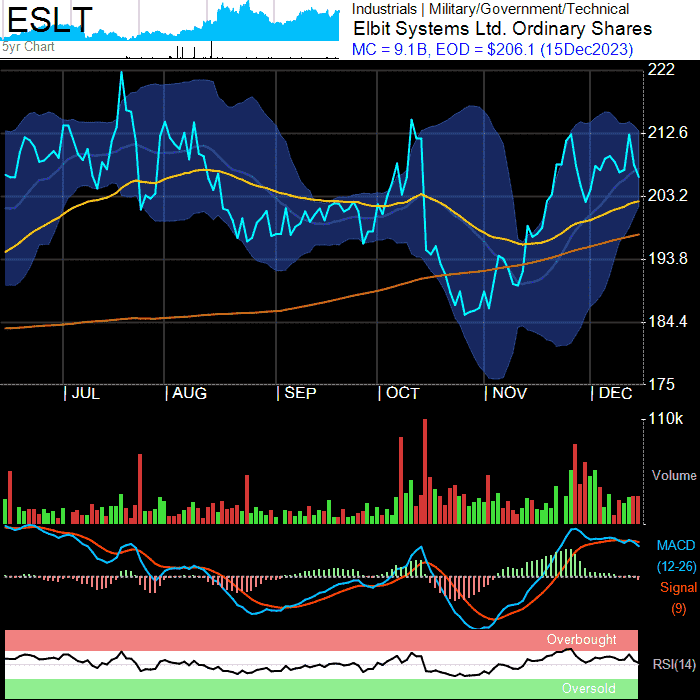 ESLT
5yr Chart
Industrials | Military/Government/Technical
Elbit Systems Ltd. Ordinary Shares
MC = 9.1B, EOD = $206.1 (15Dec2023)
222
212.6
203.2
193.8
184.4
175
| JUL | AUG | SEP | OCT | NOV | DEC
110k
Volume
MACD
(12-26)
Signal
(9)
Overbought
RSI(14)
Oversold